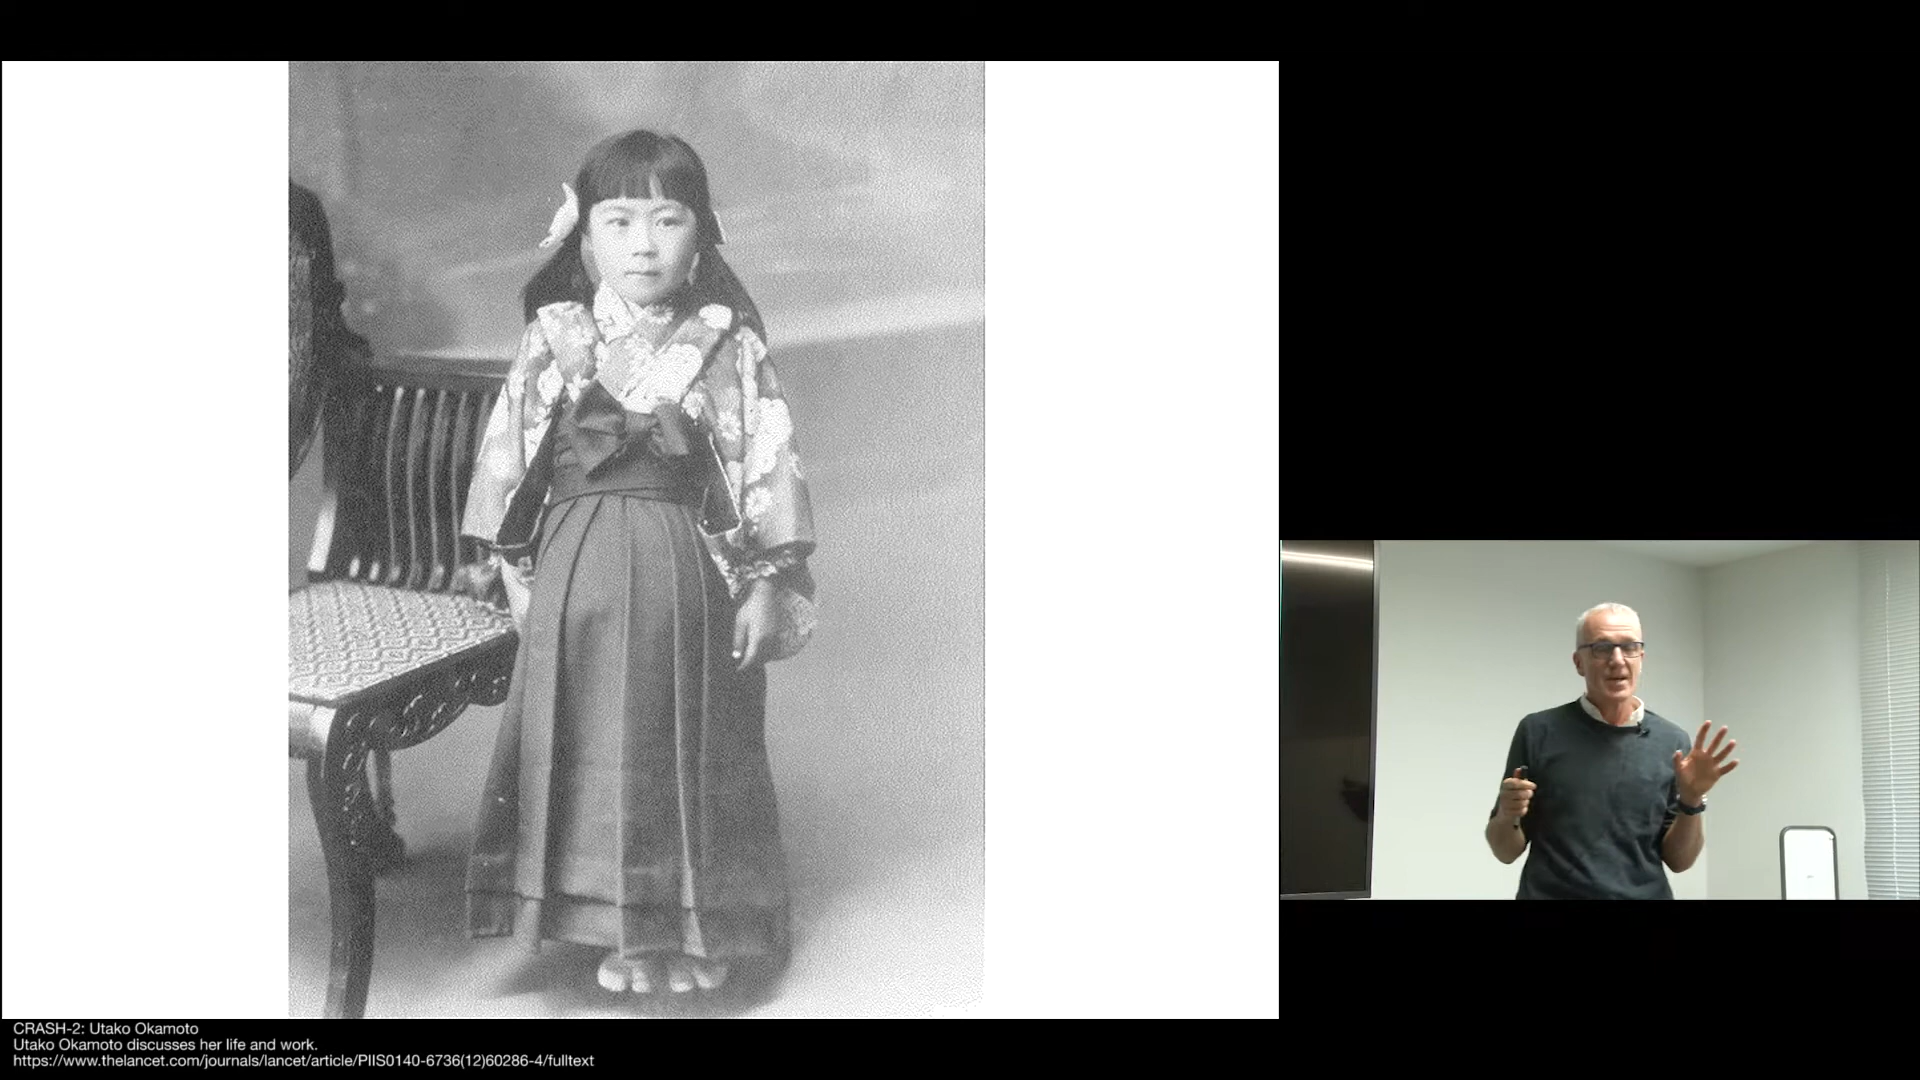 CRASH-2: Utako Okamoto
Utako Okamoto discusses her life and work.
https://www.thelancet.com/journals/lancet/article/PIIS0140-6736(12)60286-4/fulltext